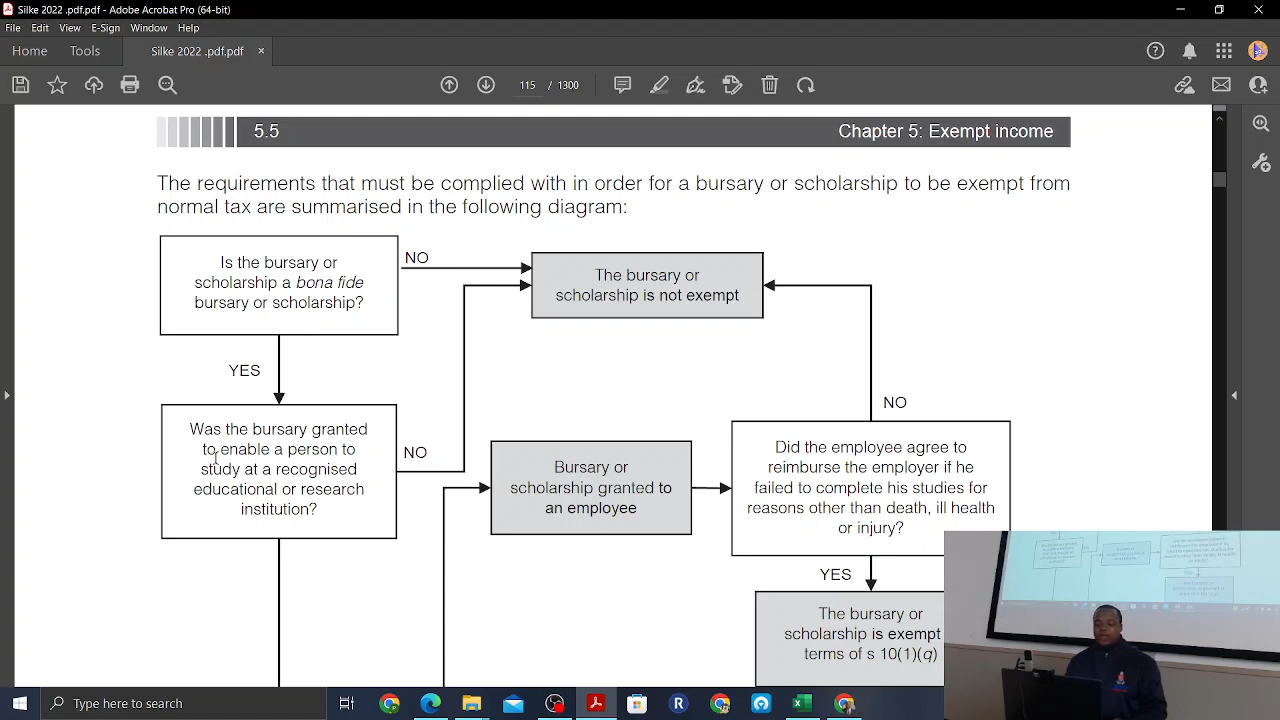 Silke 2022 .pdf.pdf - Adobe Acrobat Pro (64-bit)
File Edit View E-Sign Window Help
Home Tools Silke 2022 .pdf.pdf ×
115 / 1300
5.5 Chapter 5: Exempt income
The requirements that must be complied with in order for a bursary or scholarship to be exempt from
normal tax are summarised in the following diagram:
Is the bursary or
scholarship a bona fide
bursary or scholarship?
NO
The bursary or
scholarship is not exempt
YES
Was the bursary granted
to enable a person to
study at a recognised
educational or research
institution?
NO
Bursary or
scholarship granted to
an employee
Did the employee agree to
reimburse the employer if he
failed to complete his studies for
reasons other than death, ill health
or injury?
NO
YES
The bursary or
scholarship is exempt
terms of s 10(1)(q)
Type here to search